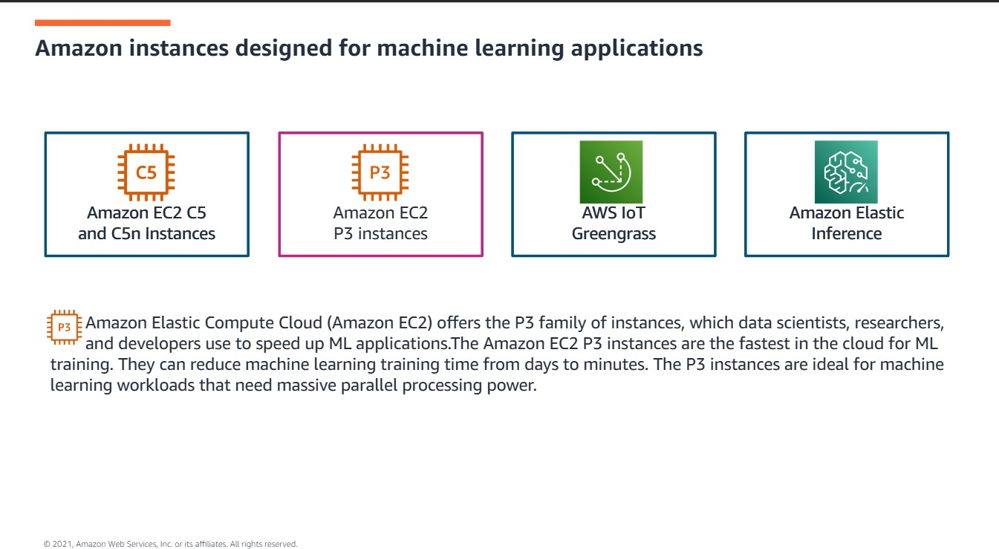 Amazon instances designed for machine learning applications
C5
Amazon EC2 C5
and C5n Instances
P3
Amazon EC2
P3 instances
AWS IoT
Greengrass
Amazon Elastic
Inference
P3
Amazon Elastic Compute Cloud (Amazon EC2) offers the P3 family of instances, which data scientists, researchers,
and developers use to speed up ML applications.The Amazon EC2 P3 instances are the fastest in the cloud for ML
training. They can reduce machine learning training time from days to minutes. The P3 instances are ideal for machine
learning workloads that need massive parallel processing power.
© 2021, Amazon Web Services, Inc. or its affiliates. All rights reserved.